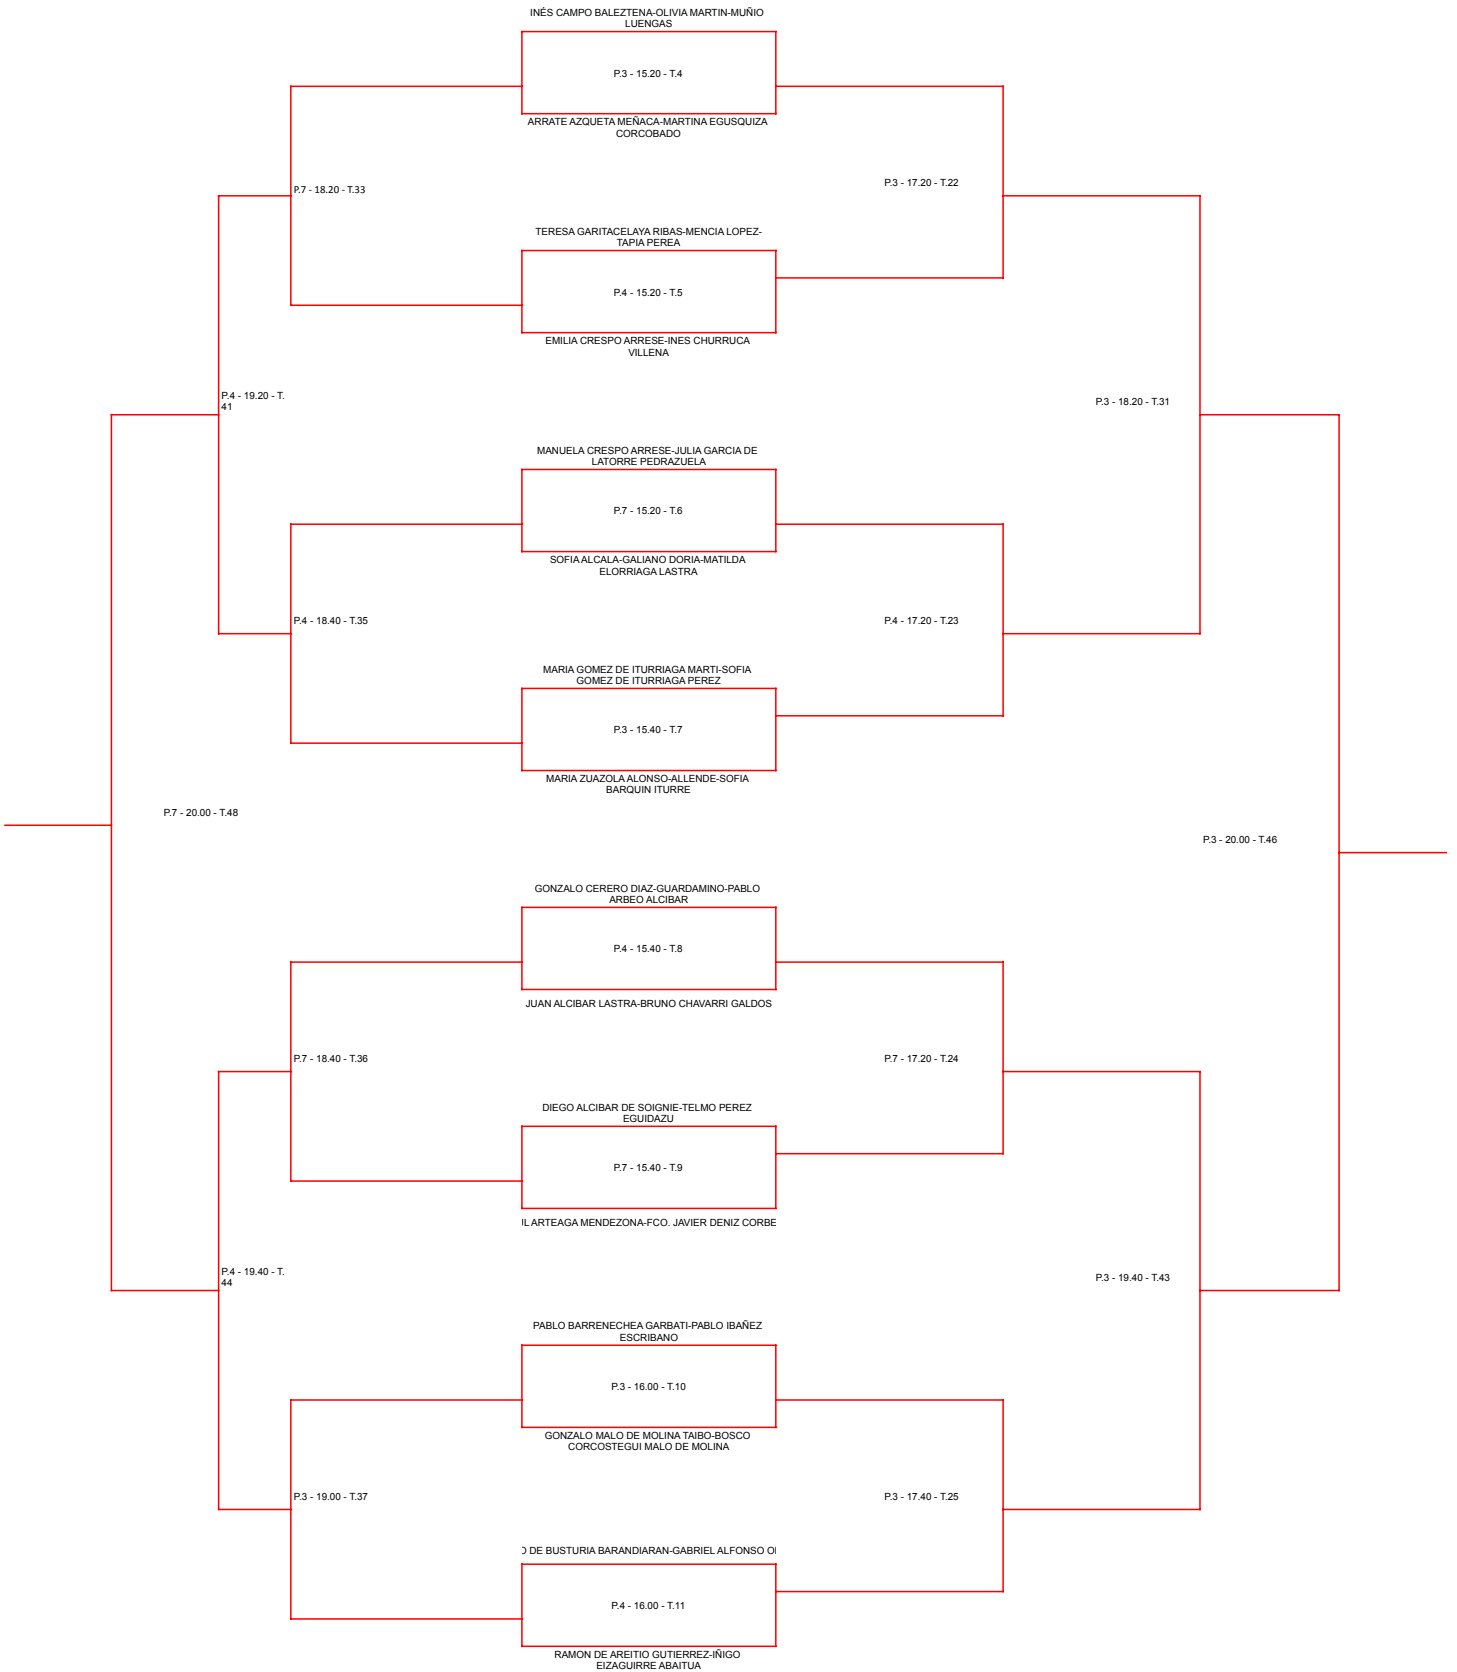 INÉS CAMPO BALEZTENA-OLIVIA MARTIN-MUÑIO
LUENGAS
P.3 - 15.20 - T.4
ARRATE AZQUETA MEÑACA-MARTINA EGUSQUIZA
CORCOBADO
P.7 - 18.20 - T.33
P.3 - 17.20 - T.22
TERESA GARITACELAYA RIBAS-MENCIA LOPEZ-
TAPIA PEREA
P.4 - 15.20 - T.5
EMILIA CRESPO ARRESE-INES CHURRUCA
VILLENA
P.4 - 19.20 - T.
41
P.3 - 18.20 - T.31
MANUELA CRESPO ARRESE-JULIA GARCIA DE
LATORRE PEDRAZUELA
P.7 - 15.20 - T.6
SOFIA ALCALA-GALIANO DORIA-MATILDA
ELORRIAGA LASTRA
P.4 - 18.40 - T.35
P.4 - 17.20 - T.23
MARIA GOMEZ DE ITURRIAGA MARTI-SOFIA
GOMEZ DE ITURRIAGA PEREZ
P.3 - 15.40 - T.7
MARIA ZUAZOLA ALONSO-ALLENDE-SOFIA
BARQUIN ITURRE
P.7 - 20.00 - T.48
P.3 - 20.00 - T.46
GONZALO CERERO DIAZ-GUARDAMINO-PABLO
ARBEO ALCIBAR
P.4 - 15.40 - T.8
JUAN ALCIBAR LASTRA-BRUNO CHAVARRI GALDOS
P.7 - 18.40 - T.36
P.7 - 17.20 - T.24
DIEGO ALCIBAR DE SOIGNIE-TELMO PEREZ
EGUIDAZU
P.7 - 15.40 - T.9
ARTEAGA MENDEZONA-FCO. JAVIER DENIZ CORBE
P.4 - 19.40 - T.
44
P.3 - 19.40 - T.43
PABLO BARRENECHEA GARBATI-PABLO IBAÑEZ
ESCRIBANO
P.3 - 16.00 - T.10
GONZALO MALO DE MOLINA TAIBO-BOSCO
CORCOSTEGUI MALO DE MOLINA
P.3 - 19.00 - T.37
P.3 - 17.40 - T.25
DE BUSTURIA BARANDIARAN-GABRIEL ALFONSO
P.4 - 16.00 - T.11
RAMON DE AREITIO GUTIERREZ-IÑIGO
EIZAGUIRRE ABAITUA